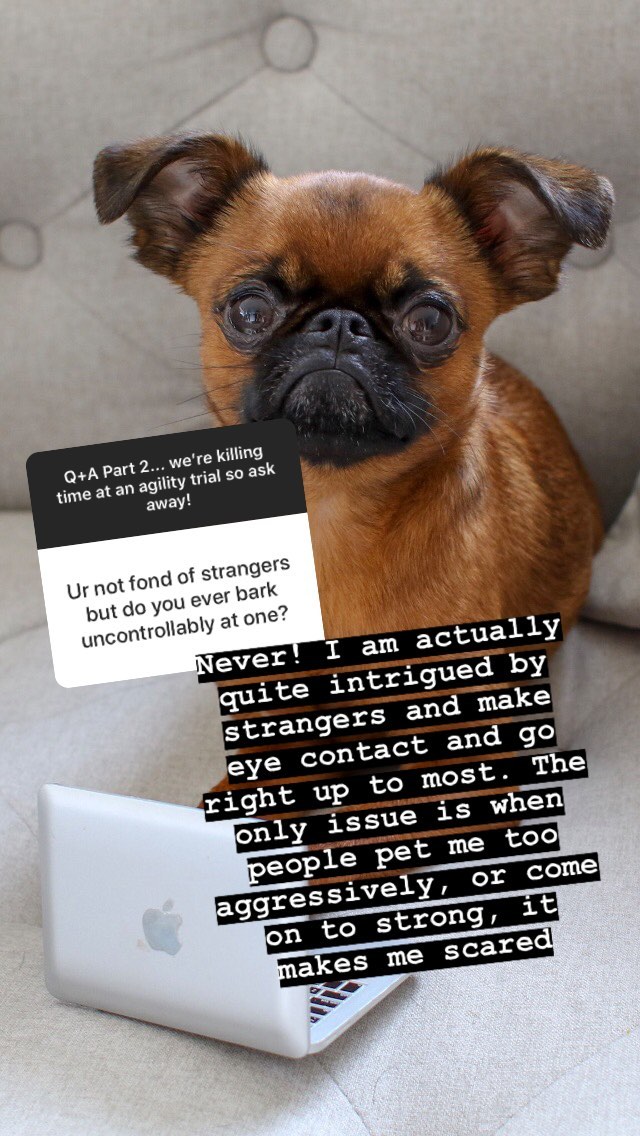 Q+A Part 2... we're killing
time at an agility trial so ask
away!
Ur not fond of strangers
but do you ever bark
uncontrollably at one?
Never! I am actually
quite intrigued by
strangers and make
eye contact and go
right up to most. The
only issue is when
people pet me too
aggressively, or come
on to strong, it
makes me scared